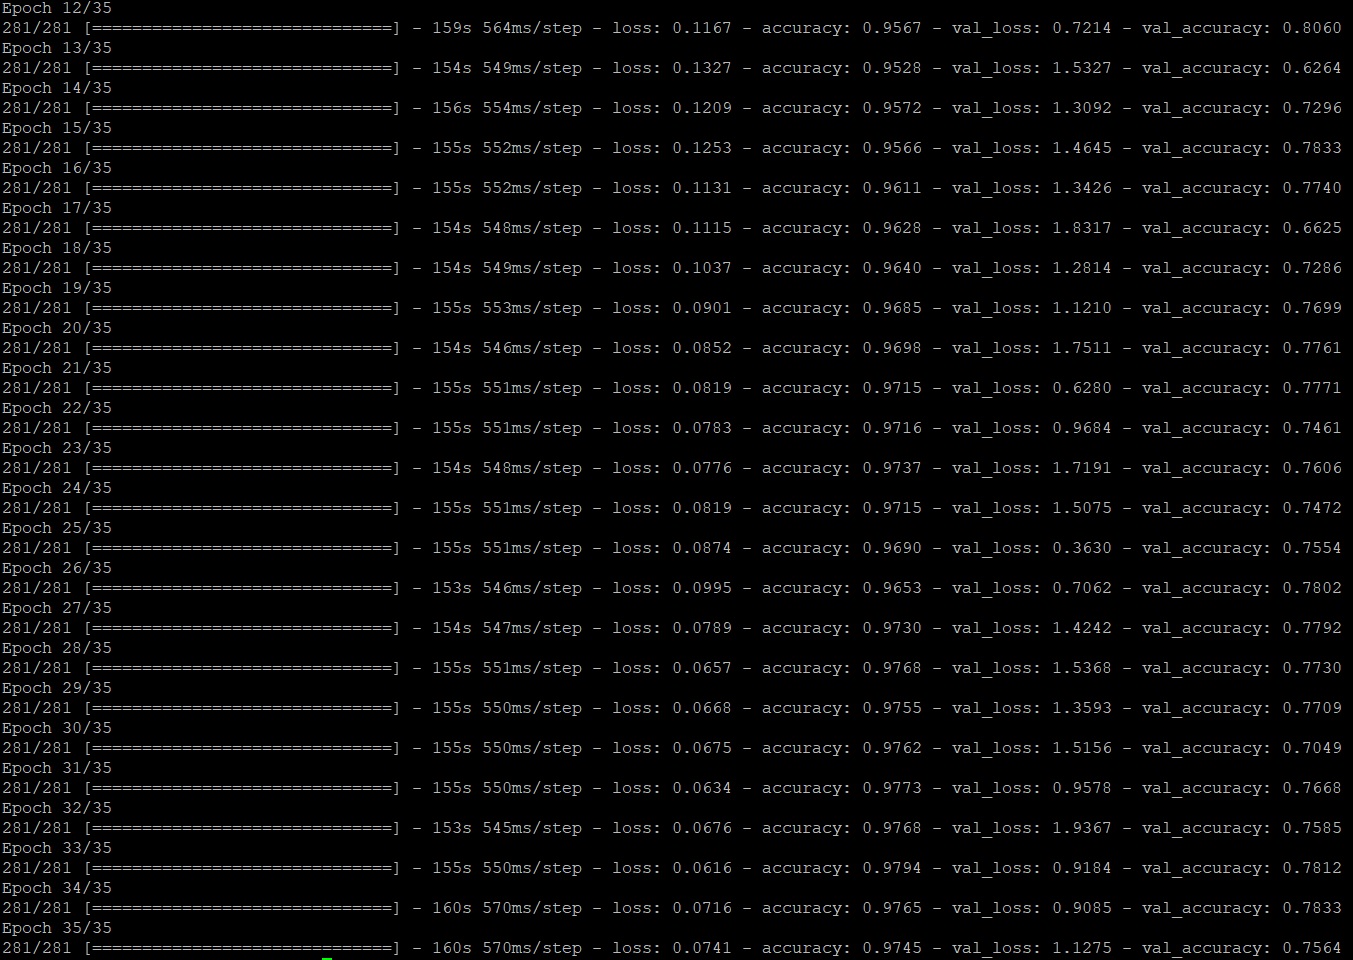 Epoch 12/35
281/281 [==============================] - 159s 564ms/step - loss: 0.1167 - accuracy: 0.9567 - val_loss: 0.7214 - val_accuracy: 0.8060
Epoch 13/35
281/281 [==============================] - 154s 549ms/step - loss: 0.1327 - accuracy: 0.9528 - val_loss: 1.5327 - val_accuracy: 0.6264
Epoch 14/35
281/281 [==============================] - 156s 554ms/step - loss: 0.1209 - accuracy: 0.9572 - val_loss: 1.3092 - val_accuracy: 0.7296
Epoch 15/35
281/281 [==============================] - 155s 552ms/step - loss: 0.1253 - accuracy: 0.9566 - val_loss: 1.4645 - val_accuracy: 0.7833
Epoch 16/35
281/281 [==============================] - 155s 552ms/step - loss: 0.1131 - accuracy: 0.9611 - val_loss: 1.3426 - val_accuracy: 0.7740
Epoch 17/35
281/281 [==============================] - 154s 548ms/step - loss: 0.1115 - accuracy: 0.9628 - val_loss: 1.8317 - val_accuracy: 0.6625
Epoch 18/35
281/281 [==============================] - 154s 549ms/step - loss: 0.1037 - accuracy: 0.9640 - val_loss: 1.2814 - val_accuracy: 0.7286
Epoch 19/35
281/281 [==============================] - 155s 553ms/step - loss: 0.0901 - accuracy: 0.9685 - val_loss: 1.1210 - val_accuracy: 0.7699
Epoch 20/35
281/281 [==============================] - 154s 546ms/step - loss: 0.0852 - accuracy: 0.9698 - val_loss: 1.7511 - val_accuracy: 0.7761
Epoch 21/35
281/281 [==============================] - 155s 551ms/step - loss: 0.0819 - accuracy: 0.9715 - val_loss: 0.6280 - val_accuracy: 0.7771
Epoch 22/35
281/281 [==============================] - 155s 551ms/step - loss: 0.0783 - accuracy: 0.9716 - val_loss: 0.9684 - val_accuracy: 0.7461
Epoch 23/35
281/281 [==============================] - 154s 548ms/step - loss: 0.0776 - accuracy: 0.9737 - val_loss: 1.7191 - val_accuracy: 0.7606
Epoch 24/35
281/281 [==============================] - 155s 551ms/step - loss: 0.0819 - accuracy: 0.9715 - val_loss: 1.5075 - val_accuracy: 0.7472
Epoch 25/35
281/281 [==============================] - 155s 551ms/step - loss: 0.0874 - accuracy: 0.9690 - val_loss: 0.3630 - val_accuracy: 0.7554
Epoch 26/35
281/281 [==============================] - 153s 546ms/step - loss: 0.0995 - accuracy: 0.9653 - val_loss: 0.7062 - val_accuracy: 0.7802
Epoch 27/35
281/281 [==============================] - 154s 547ms/step - loss: 0.0789 - accuracy: 0.9730 - val_loss: 1.4242 - val_accuracy: 0.7792
Epoch 28/35
281/281 [==============================] - 155s 551ms/step - loss: 0.0657 - accuracy: 0.9768 - val_loss: 1.5368 - val_accuracy: 0.7730
Epoch 29/35
281/281 [==============================] - 155s 550ms/step - loss: 0.0668 - accuracy: 0.9755 - val_loss: 1.3593 - val_accuracy: 0.7709
Epoch 30/35
281/281 [==============================] - 155s 550ms/step - loss: 0.0675 - accuracy: 0.9762 - val_loss: 1.5156 - val_accuracy: 0.7049
Epoch 31/35
281/281 [==============================] - 155s 550ms/step - loss: 0.0634 - accuracy: 0.9773 - val_loss: 0.9578 - val_accuracy: 0.7668
Epoch 32/35
281/281 [==============================] - 153s 545ms/step - loss: 0.0676 - accuracy: 0.9768 - val_loss: 1.9367 - val_accuracy: 0.7585
Epoch 33/35
281/281 [==============================] - 155s 550ms/step - loss: 0.0616 - accuracy: 0.9794 - val_loss: 0.9184 - val_accuracy: 0.7812
Epoch 34/35
281/281 [==============================] - 160s 570ms/step - loss: 0.0716 - accuracy: 0.9765 - val_loss: 0.9085 - val_accuracy: 0.7833
Epoch 35/35
281/281 [==============================] - 160s 570ms/step - loss: 0.0741 - accuracy: 0.9745 - val_loss: 1.1275 - val_accuracy: 0.7564